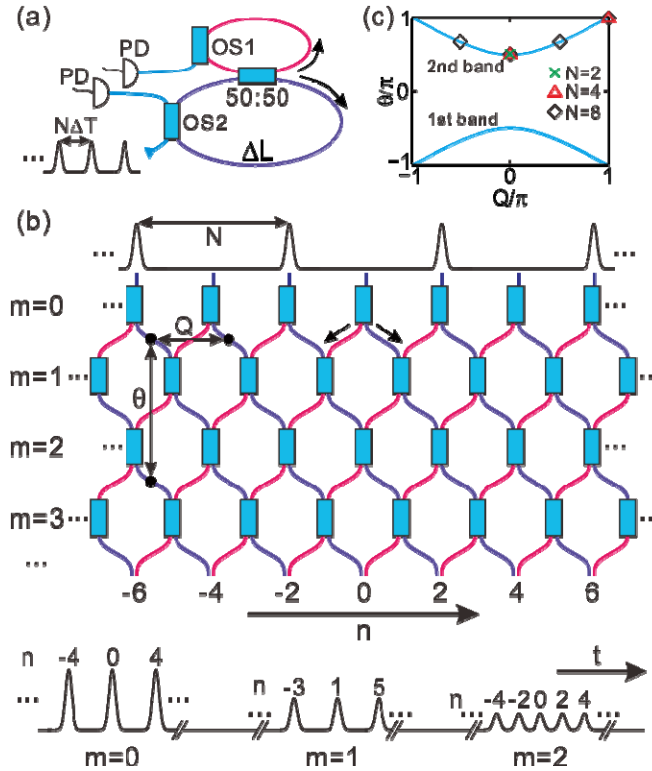 (a)
PD
OS1
PD
50:50
OS2
NΔT
ΔL
...
(c)
1
θ/π
0
-1
2nd band
1st band
×N=2
△N=4
◇N=8
-1 0 1
Q/π
(b)
N
... ...
m=0 ...
Q
m=1 ... ...
θ
m=2 ... ...
m=3 ... ...
...
-6 -4 -2 0 2 4 6
n
t
n -4 0 4
... ...
m=0
n -3 1 5
... ...
m=1
n -4 -2 0 2 4
... ...
m=2